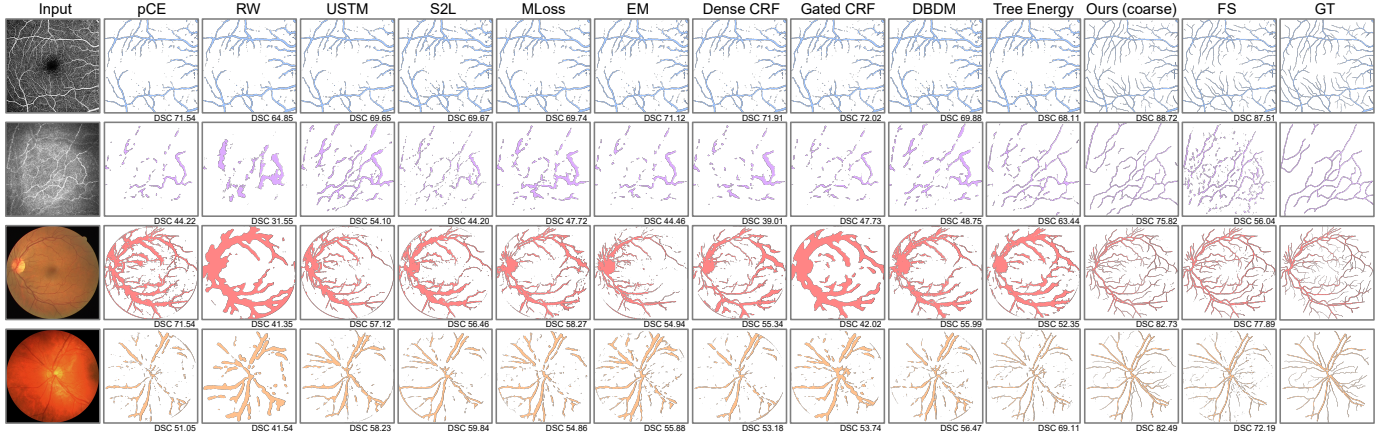 Input pCE RW USTM S2L MLoss EM Dense CRF Gated CRF DBDM Tree Energy Ours (coarse) FS GT
DSC 71.54 DSC 64.85 DSC 69.65 DSC 69.67 DSC 69.74 DSC 71.12 DSC 71.91 DSC 72.02 DSC 69.88 DSC 68.11 DSC 88.72 DSC 87.51
DSC 44.22 DSC 31.55 DSC 54.10 DSC 44.20 DSC 47.72 DSC 44.46 DSC 39.01 DSC 47.73 DSC 48.75 DSC 63.44 DSC 75.82 DSC 56.04
DSC 71.54 DSC 41.35 DSC 57.12 DSC 56.46 DSC 58.27 DSC 54.94 DSC 55.34 DSC 42.02 DSC 55.99 DSC 52.35 DSC 82.73 DSC 77.89
DSC 51.05 DSC 41.54 DSC 58.23 DSC 59.84 DSC 54.86 DSC 55.88 DSC 53.18 DSC 53.74 DSC 56.47 DSC 69.11 DSC 82.49 DSC 72.19